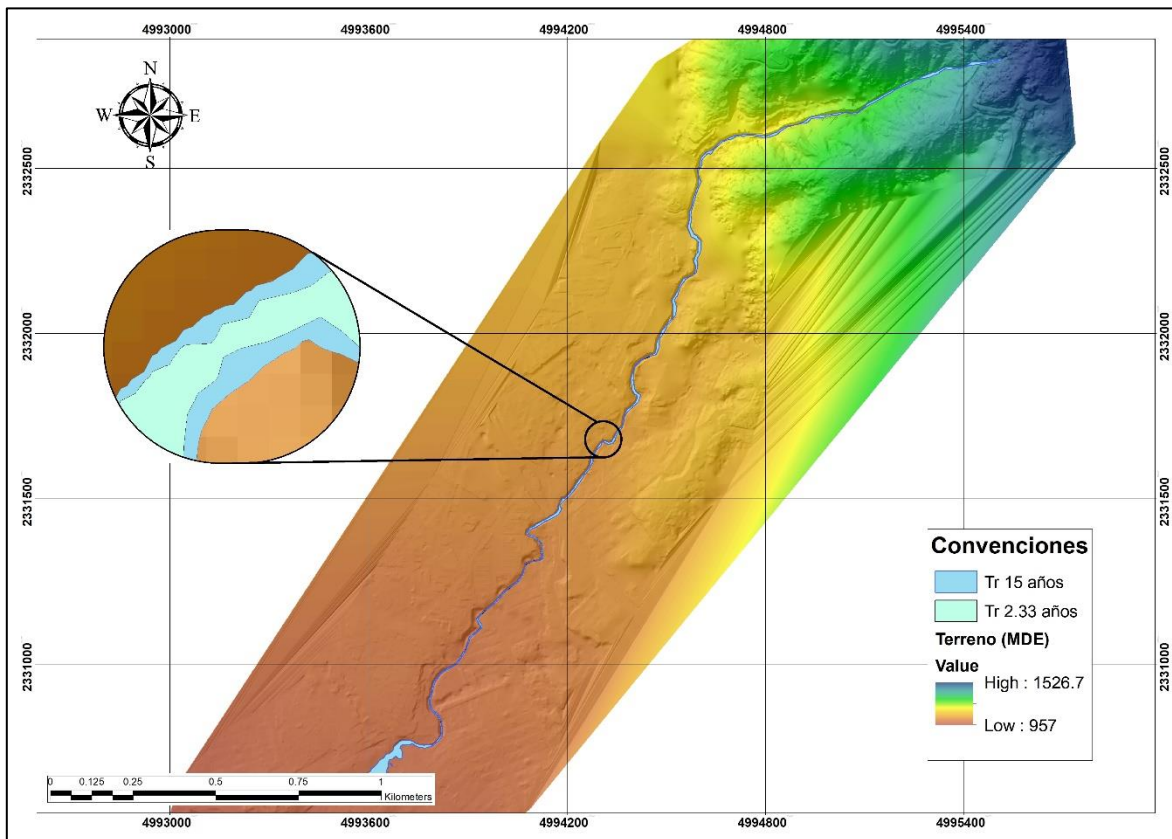 4993000 4993600 4994200 4994800 4995400
N
W E
S
2332500 2332500
2332000 2332000
2331500 2331500
2331000 2331000
Convenciones
Tr 15 años
Tr 2.33 años
Terreno (MDE)
Value
High : 1526.7
Low : 957
0 0.125 0.25 0.5 0.75 1
Kilometers
4993000 4993600 4994200 4994800 4995400